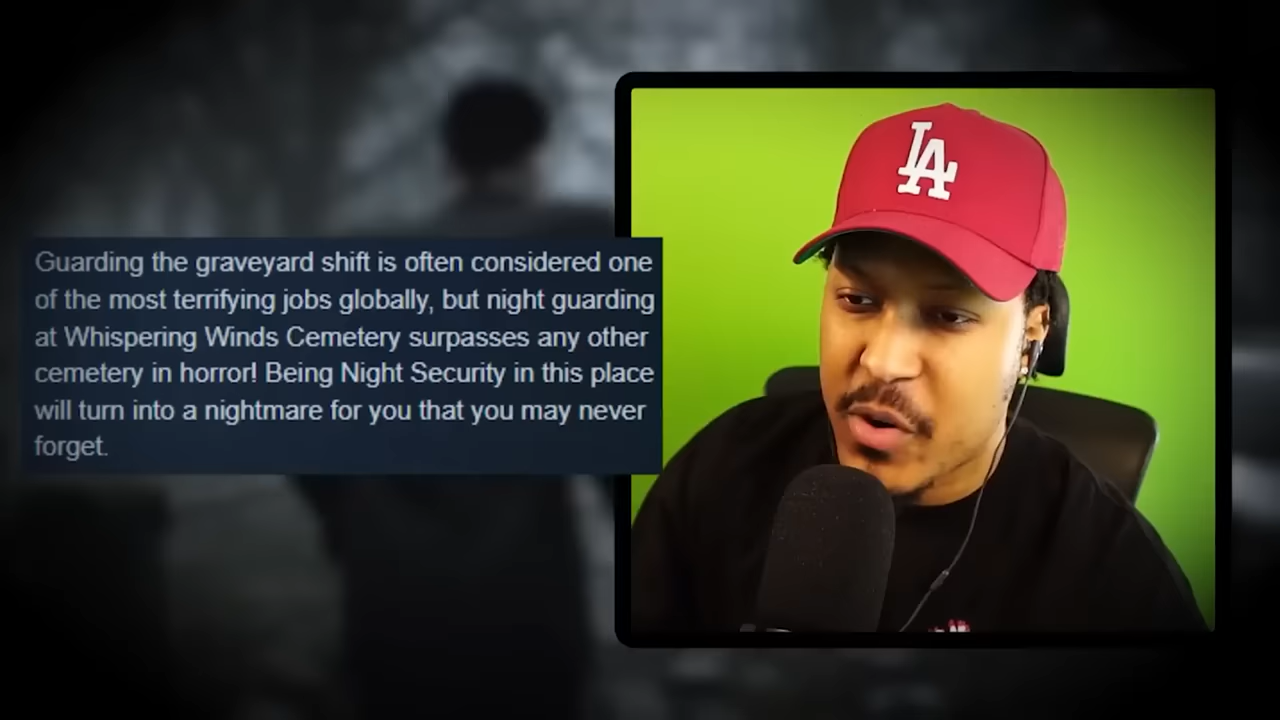 Guarding the graveyard shift is often considered one
of the most terrifying jobs globally, but night guarding
at Whispering Winds Cemetery surpasses any other
cemetery in horror! Being Night Security in this place
will turn into a nightmare for you that you may never
forget.
LA